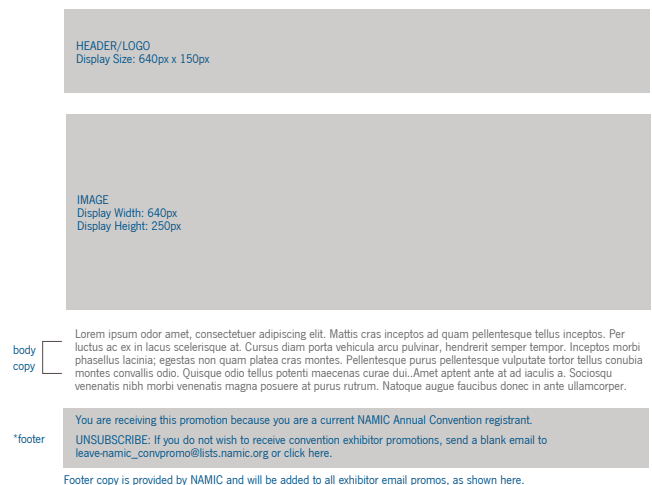 HEADER/LOGO
Display Size: 640px x 150px
IMAGE
Display Width: 640px
Display Height: 250px
body
copy
Lorem ipsum odor amet, consectetuer adipiscing elit. Mattis cras inceptos ad quam pellentesque tellus inceptos. Per
luctus ac ex in lacus scelerisque at. Cursus diam porta vehicula arcu pulvinar, hendrerit semper tempor. Inceptos morbi
phasellus lacinia; egestas non quam platea cras montes. Pellentesque purus pellentesque vulputate tortor tellus conubia
montes convallis odio. Quisque odio tellus potenti maecenas curae dui..Amet aptent ante at ad iaculis a. Sociosqu
venenatis nibh morbi venenatis magna posuere at purus rutrum. Natoque augue faucibus donec in ante ullamcorper.
*footer
You are receiving this promotion because you are a current NAMIC Annual Convention registrant.
UNSUBSCRIBE: If you do not wish to receive convention exhibitor promotions, send a blank email to
leave-namic_convpromo@lists.namic.org or click here.
Footer copy is provided by NAMIC and will be added to all exhibitor email promos, as shown here.